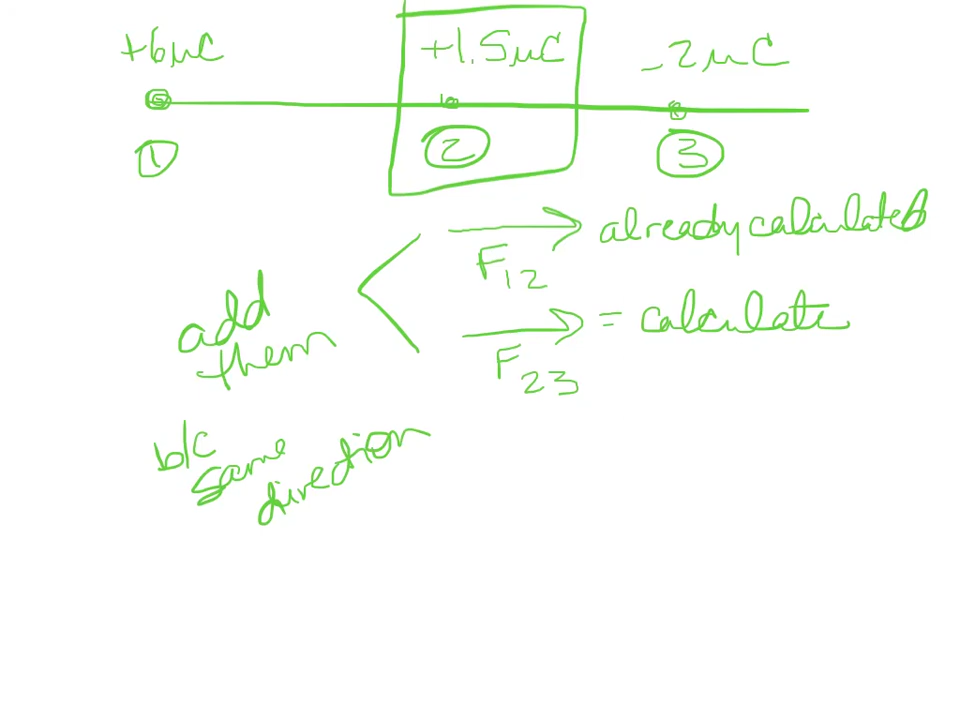 +6μC +1.5μC -2μC
1 2 3
F12 already calculated
add F23 = calculate
them
b/c
same
direction